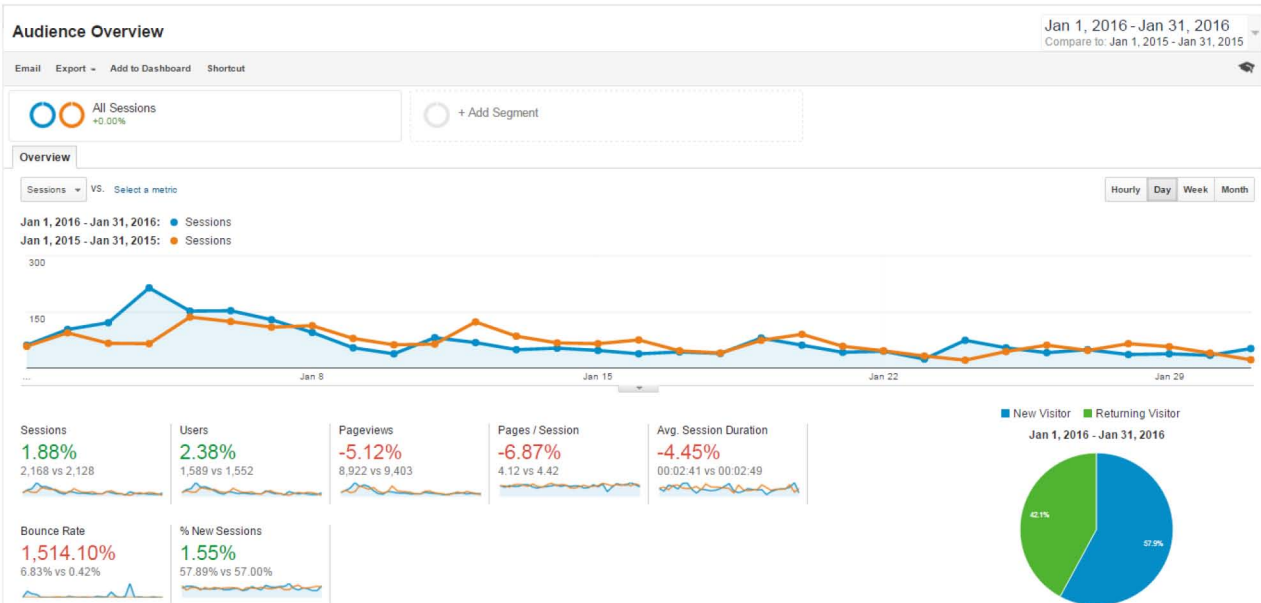 Audience Overview
Jan 1, 2016 - Jan 31, 2016
Compare to: Jan 1, 2015 - Jan 31, 2015
Email Export Add to Dashboard Shortcut
All Sessions
+0.00%
+ Add Segment
Overview
Sessions VS. Select a metric
Hourly Day Week Month
Jan 1, 2016 - Jan 31, 2016: Sessions
Jan 1, 2015 - Jan 31, 2015: Sessions
300
150
... Jan 8 Jan 15 Jan 22 Jan 29
Sessions
1.88%
2,168 vs 2,128
Users
2.38%
1,589 vs 1,552
Pageviews
-5.12%
8,922 vs 9,403
Pages / Session
-6.87%
4.12 vs 4.42
Avg. Session Duration
-4.45%
00:02:41 vs 00:02:49
Bounce Rate
1,514.10%
6.83% vs 0.42%
% New Sessions
1.55%
57.89% vs 57.00%
New Visitor Returning Visitor
Jan 1, 2016 - Jan 31, 2016
42.1%
57.9%